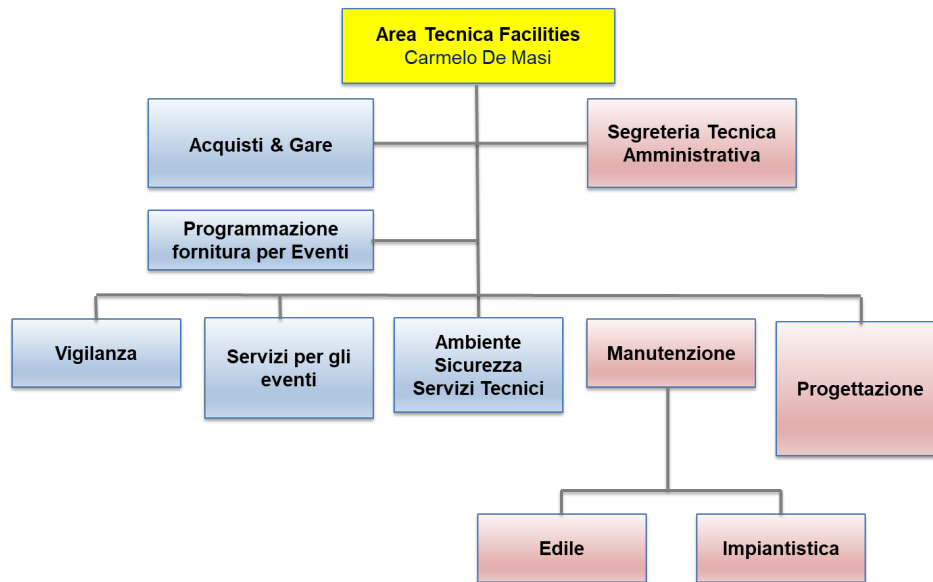 Area Tecnica Facilities
Carmelo De Masi
Acquisti & Gare
Segreteria Tecnica
Amministrativa
Programmazione
fornitura per Eventi
Vigilanza
Servizi per gli
eventi
Ambiente
Sicurezza
Servizi Tecnici
Manutenzione
Progettazione
Edile
Impiantistica